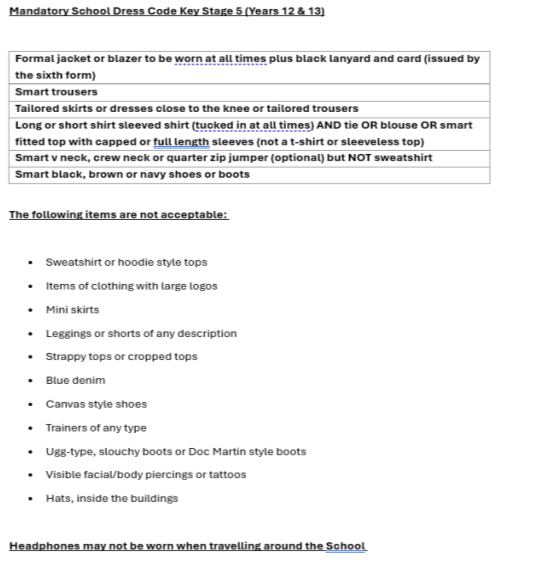 Mandatory School Dress Code Key Stage 5 (Years 12 & 13)
Formal jacket or blazer to be worn at all times plus black lanyard and card (issued by
the sixth form)
Smart trousers
Tailored skirts or dresses close to the knee or tailored trousers
Long or short shirt sleeved shirt (tucked in at all times) AND tie OR blouse OR smart
fitted top with capped or full length sleeves (not a t-shirt or sleeveless top)
Smart v neck, crew neck or quarter zip jumper (optional) but NOT sweatshirt
Smart black, brown or navy shoes or boots
The following items are not acceptable:
• Sweatshirt or hoodie style tops
• Items of clothing with large logos
• Mini skirts
• Leggings or shorts of any description
• Strappy tops or cropped tops
• Blue denim
• Canvas style shoes
• Trainers of any type
• Ugg-type, slouchy boots or Doc Martin style boots
• Visible facial/body piercings or tattoos
• Hats, inside the buildings
Headphones may not be worn when travelling around the School